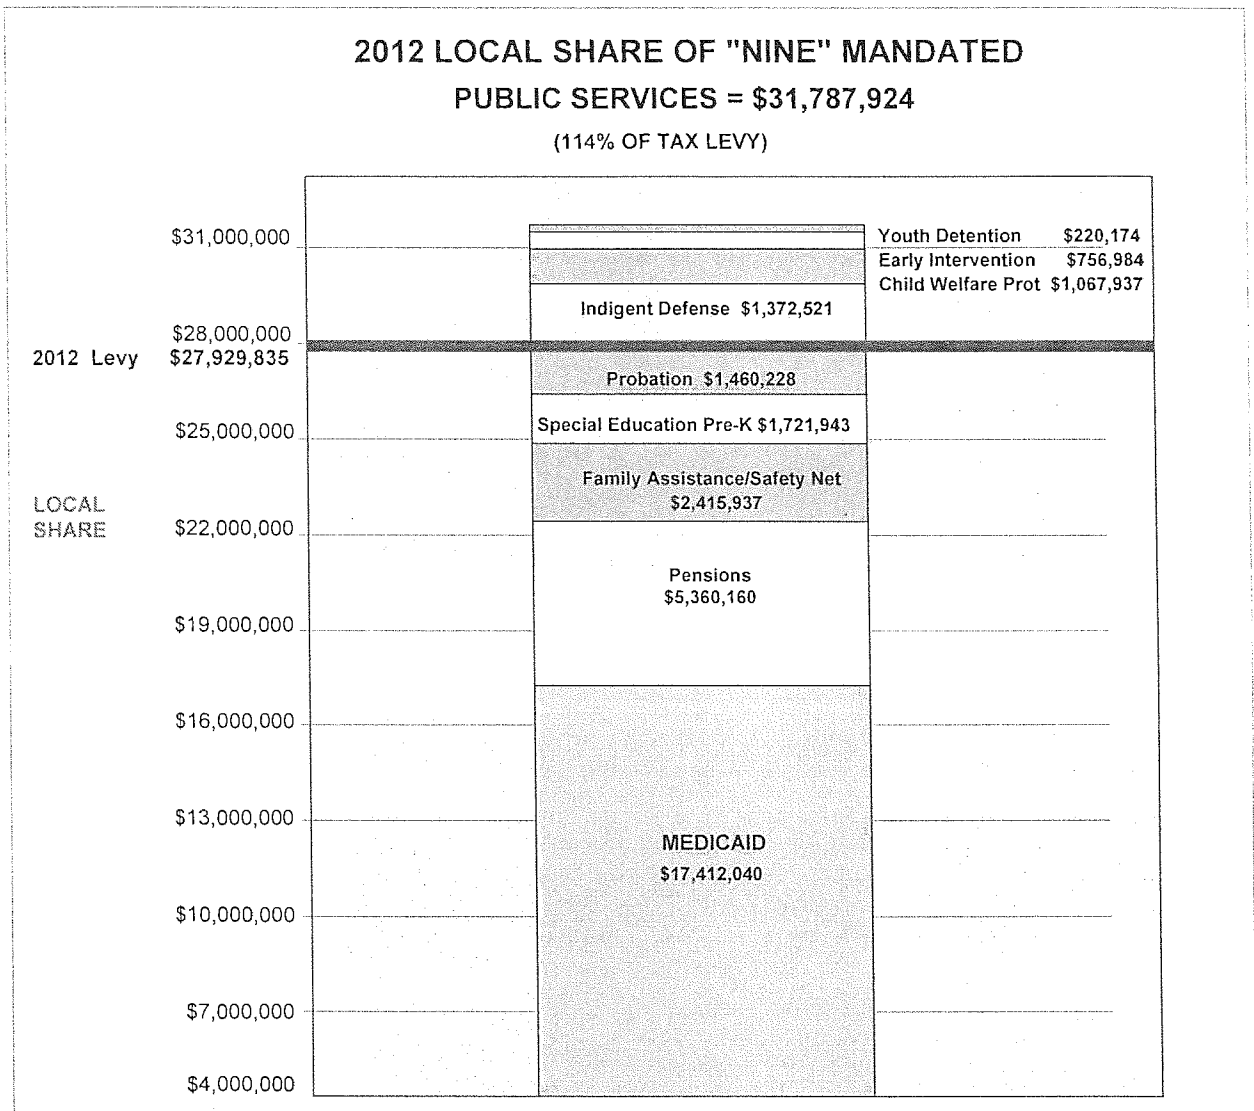 2012 LOCAL SHARE OF "NINE" MANDATED
PUBLIC SERVICES = $31,787,924
(114% OF TAX LEVY)
$31,000,000
Youth Detention $220,174
Early Intervention $756,984
Child Welfare Prot $1,067,937
Indigent Defense $1,372,521
$28,000,000
2012 Levy $27,929,835
Probation $1,460,228
Special Education Pre-K $1,721,943
$25,000,000
Family Assistance/Safety Net
$2,415,937
LOCAL
SHARE
$22,000,000
Pensions
$5,360,160
$19,000,000
$16,000,000
$13,000,000
MEDICAID
$17,412,040
$10,000,000
$7,000,000
$4,000,000